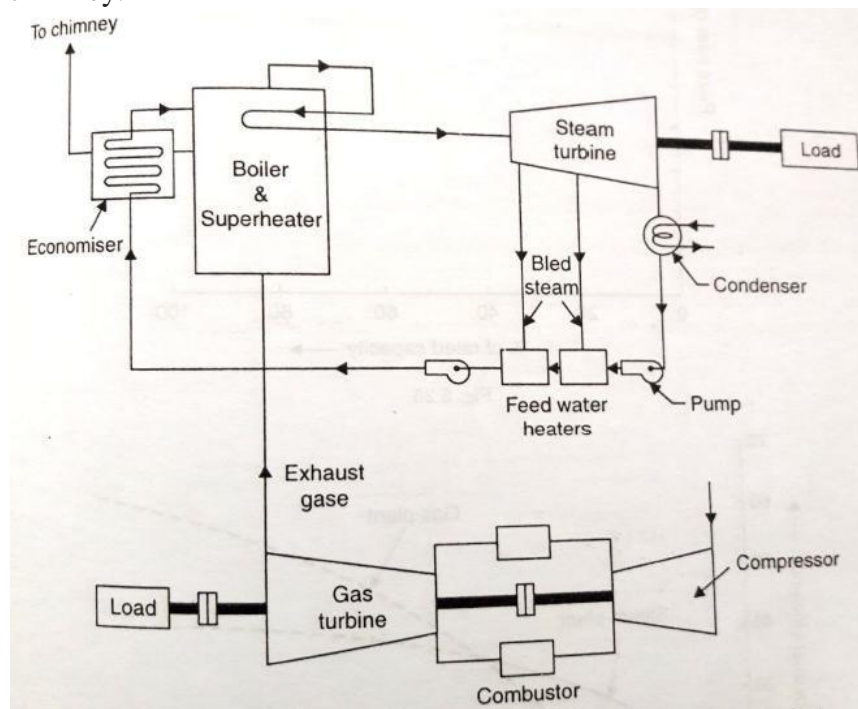 To chimney
Economiser
Boiler
&
Superheater
Steam
turbine
Load
Bled
steam
Condenser
Feed water
heaters
Pump
Exhaust
gase
Load
Gas
turbine
Compressor
Combustor